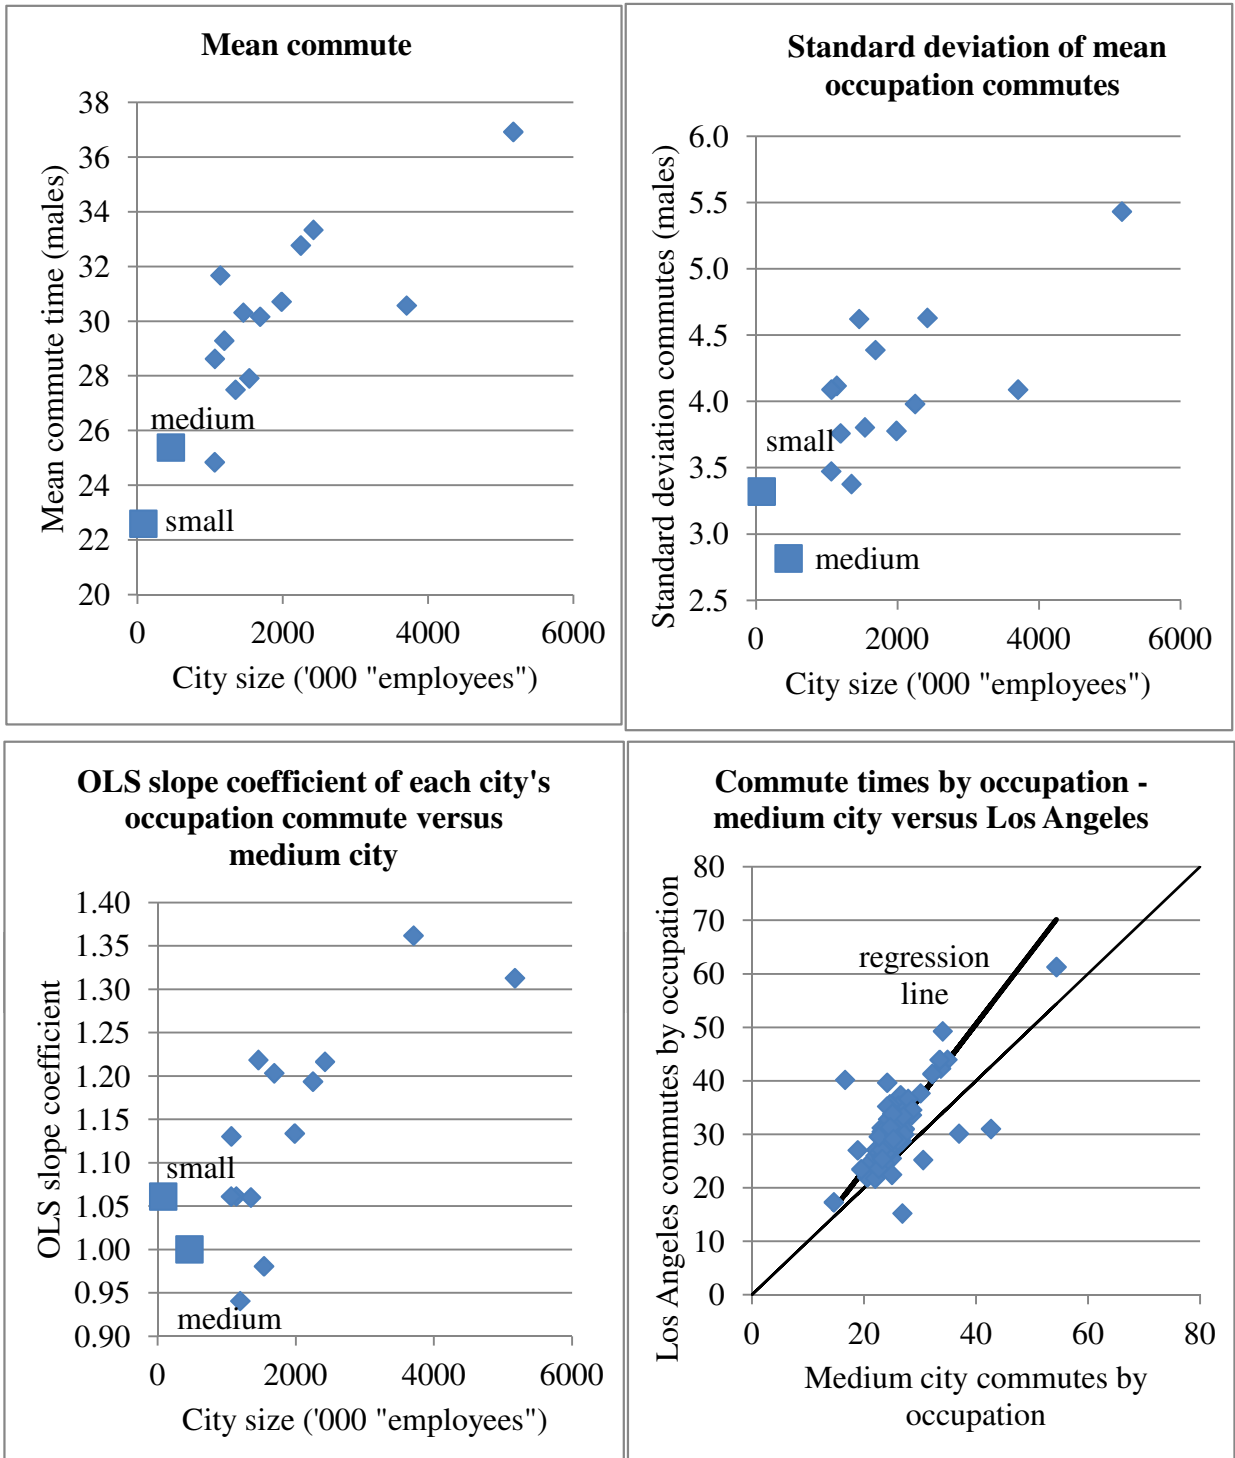 Mean commute
38
36
34
32
30
28
26
24
22
20
Mean commute time (males)
medium
small
0 2000 4000 6000
City size ('000 "employees")
Standard deviation of mean
occupation commutes
6.0
5.5
5.0
4.5
4.0
3.5
3.0
2.5
Standard deviation commutes (males)
small
medium
0 2000 4000 6000
City size ('000 "employees")
OLS slope coefficient of each city's
occupation commute versus
medium city
1.40
1.35
1.30
1.25
1.20
1.15
1.10
1.05
1.00
0.95
0.90
OLS slope coefficient
small
medium
0 2000 4000 6000
City size ('000 "employees")
Commute times by occupation -
medium city versus Los Angeles
80
70
60
50
40
30
20
10
0
Los Angeles commutes by occupation
regression
line
0 20 40 60 80
Medium city commutes by
occupation